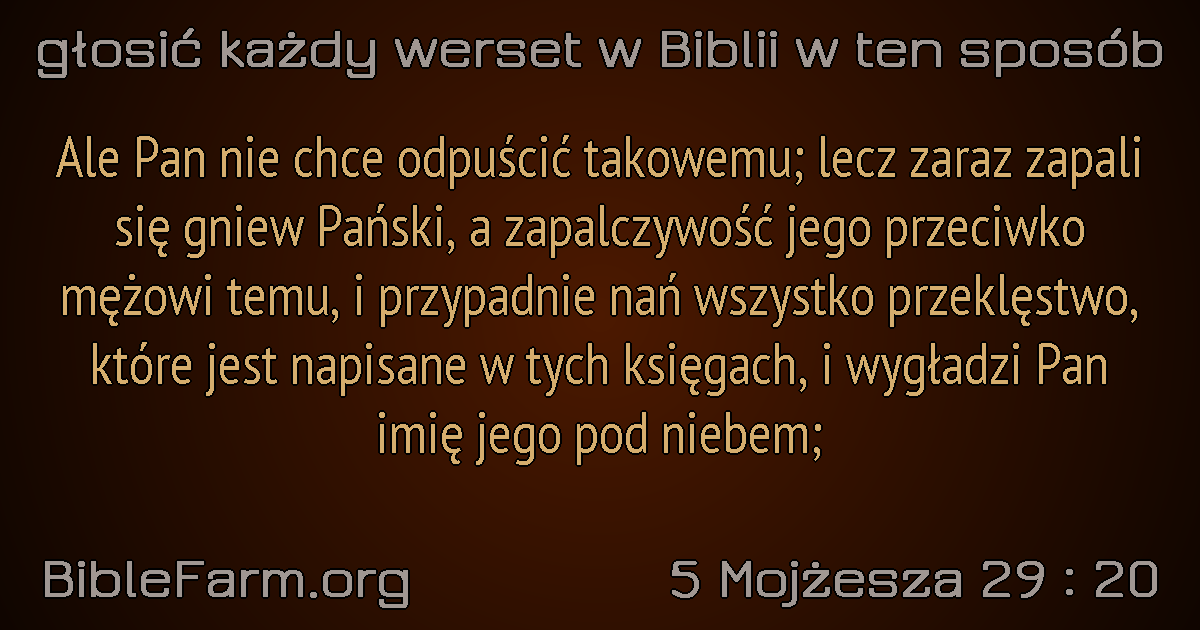 głosić każdy werset w Biblii w ten sposób
Ale Pan nie chce odpuścić takowemu; lecz zaraz zapali
się gniew Pański, a zapalczywość jego przeciwko
mężowi temu, i przypadnie nań wszystko przeklęstwo,
które jest napisane w tych księgach, i wygładzi Pan
imię jego pod niebem;
BibleFarm.org
5 Mojżesza 29 : 20